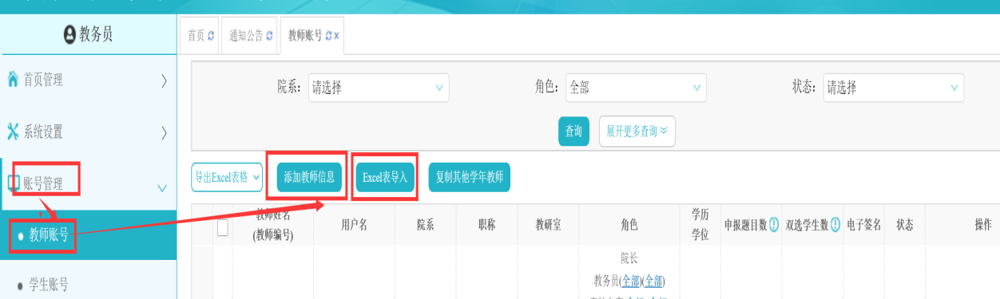 教务员
首页 通知公告 教师账号 x
首页管理
院系: 请选择 角色: 全部 状态: 请选择
系统设置
查询 展开更多查询
账号管理
导出Excel表格 添加教师信息 Excel表导入 复制其他学年教师
教师账号
教师姓名
(教师编号)
用户名 院系 职称 教研室 角色
学历
学位
申报题目数 双选学生数 电子签名 状态 操作
院长
学生账号
教务员(全部)(全部)